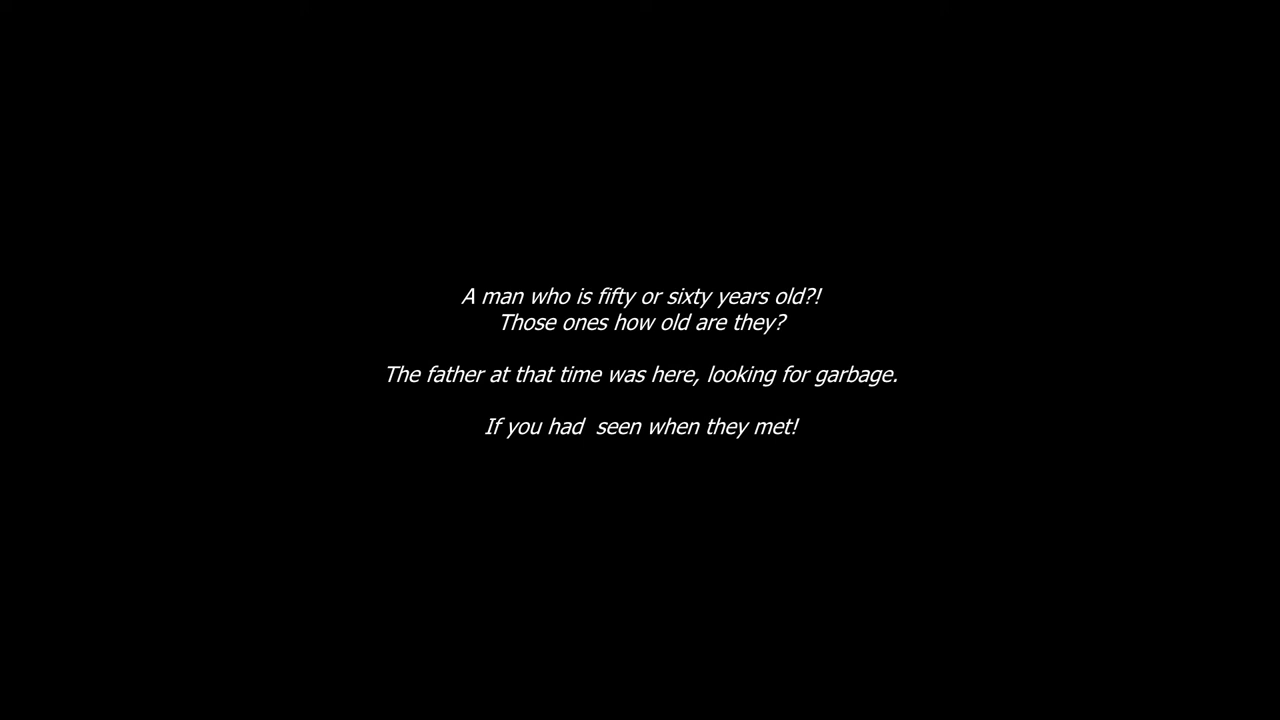 A man who is fifty or sixty years old?!
Those ones how old are they?
The father at that time was here, looking for garbage.
If you had  seen when they met!